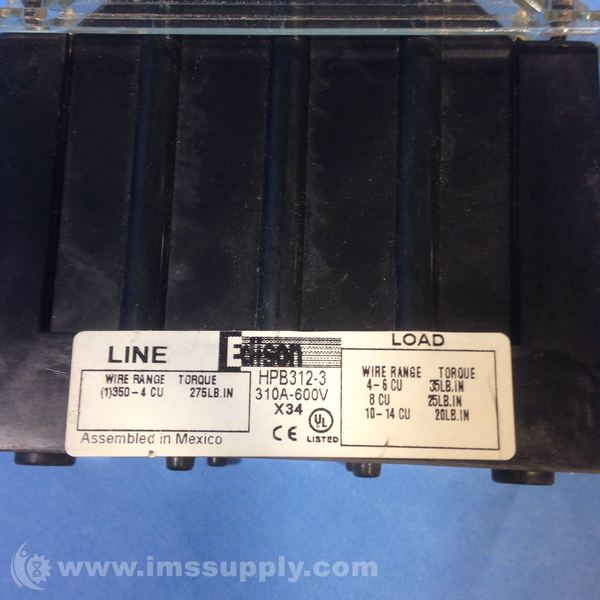 LINE
WIRE RANGE TORQUE
(1)350-4 CU 275LB.IN
Assembled in Mexico
Edison
HPB312-3
310A-600V
X34
CE
UL
LISTED
LOAD
WIRE RANGE TORQUE
4-6 CU 35LB.IN
8 CU 25LB.IN
10-14 CU 20LB.IN
www.imssupply.com